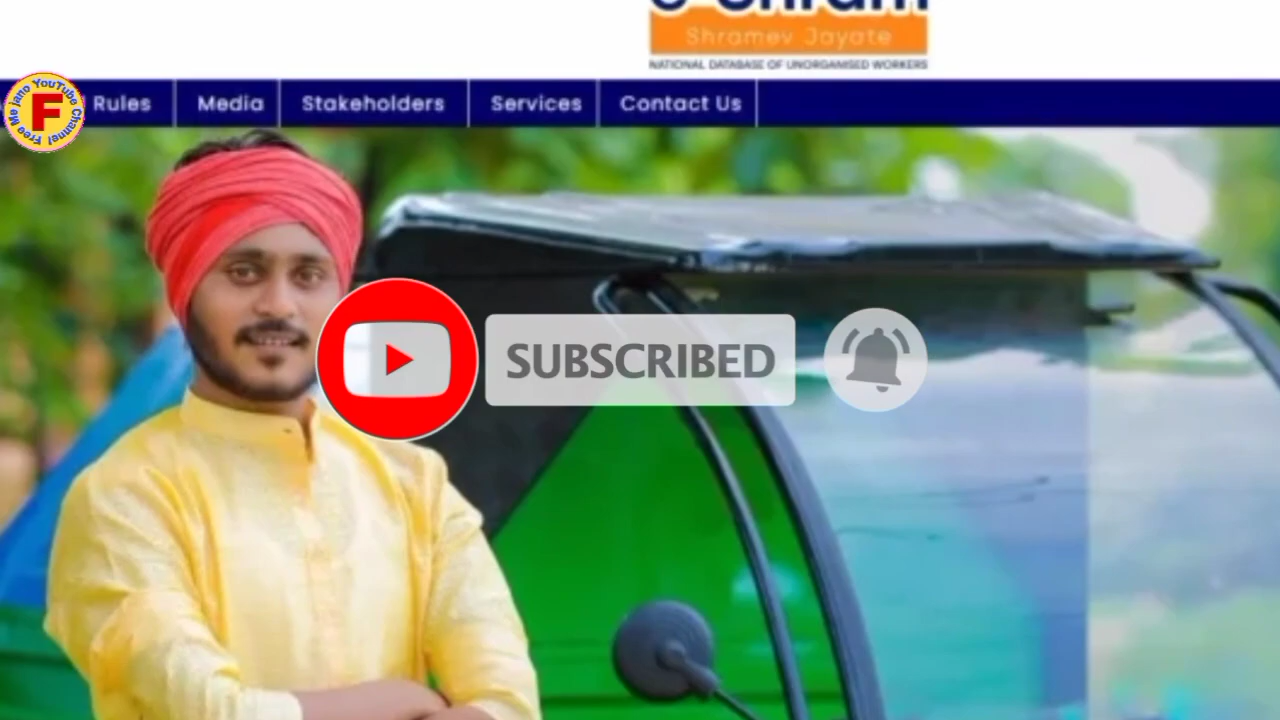 e-Shram
Shramev Jayate
NATIONAL DATABASE OF UNORGANISED WORKERS
Rules Media Stakeholders Services Contact Us
Free Me jano YouTube Channel
F
SUBSCRIBED